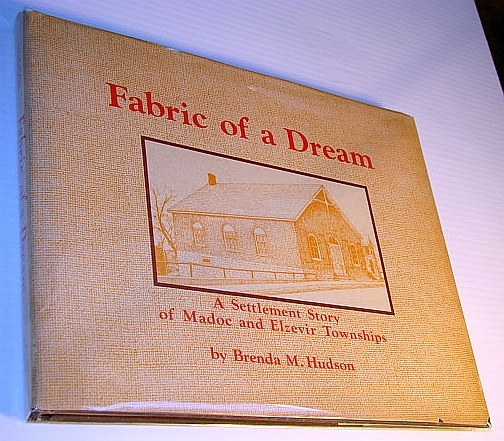 Fabric of a Dream
A Settlement Story
of Madoc and Elzevir Townships
by Brenda M. Hudson